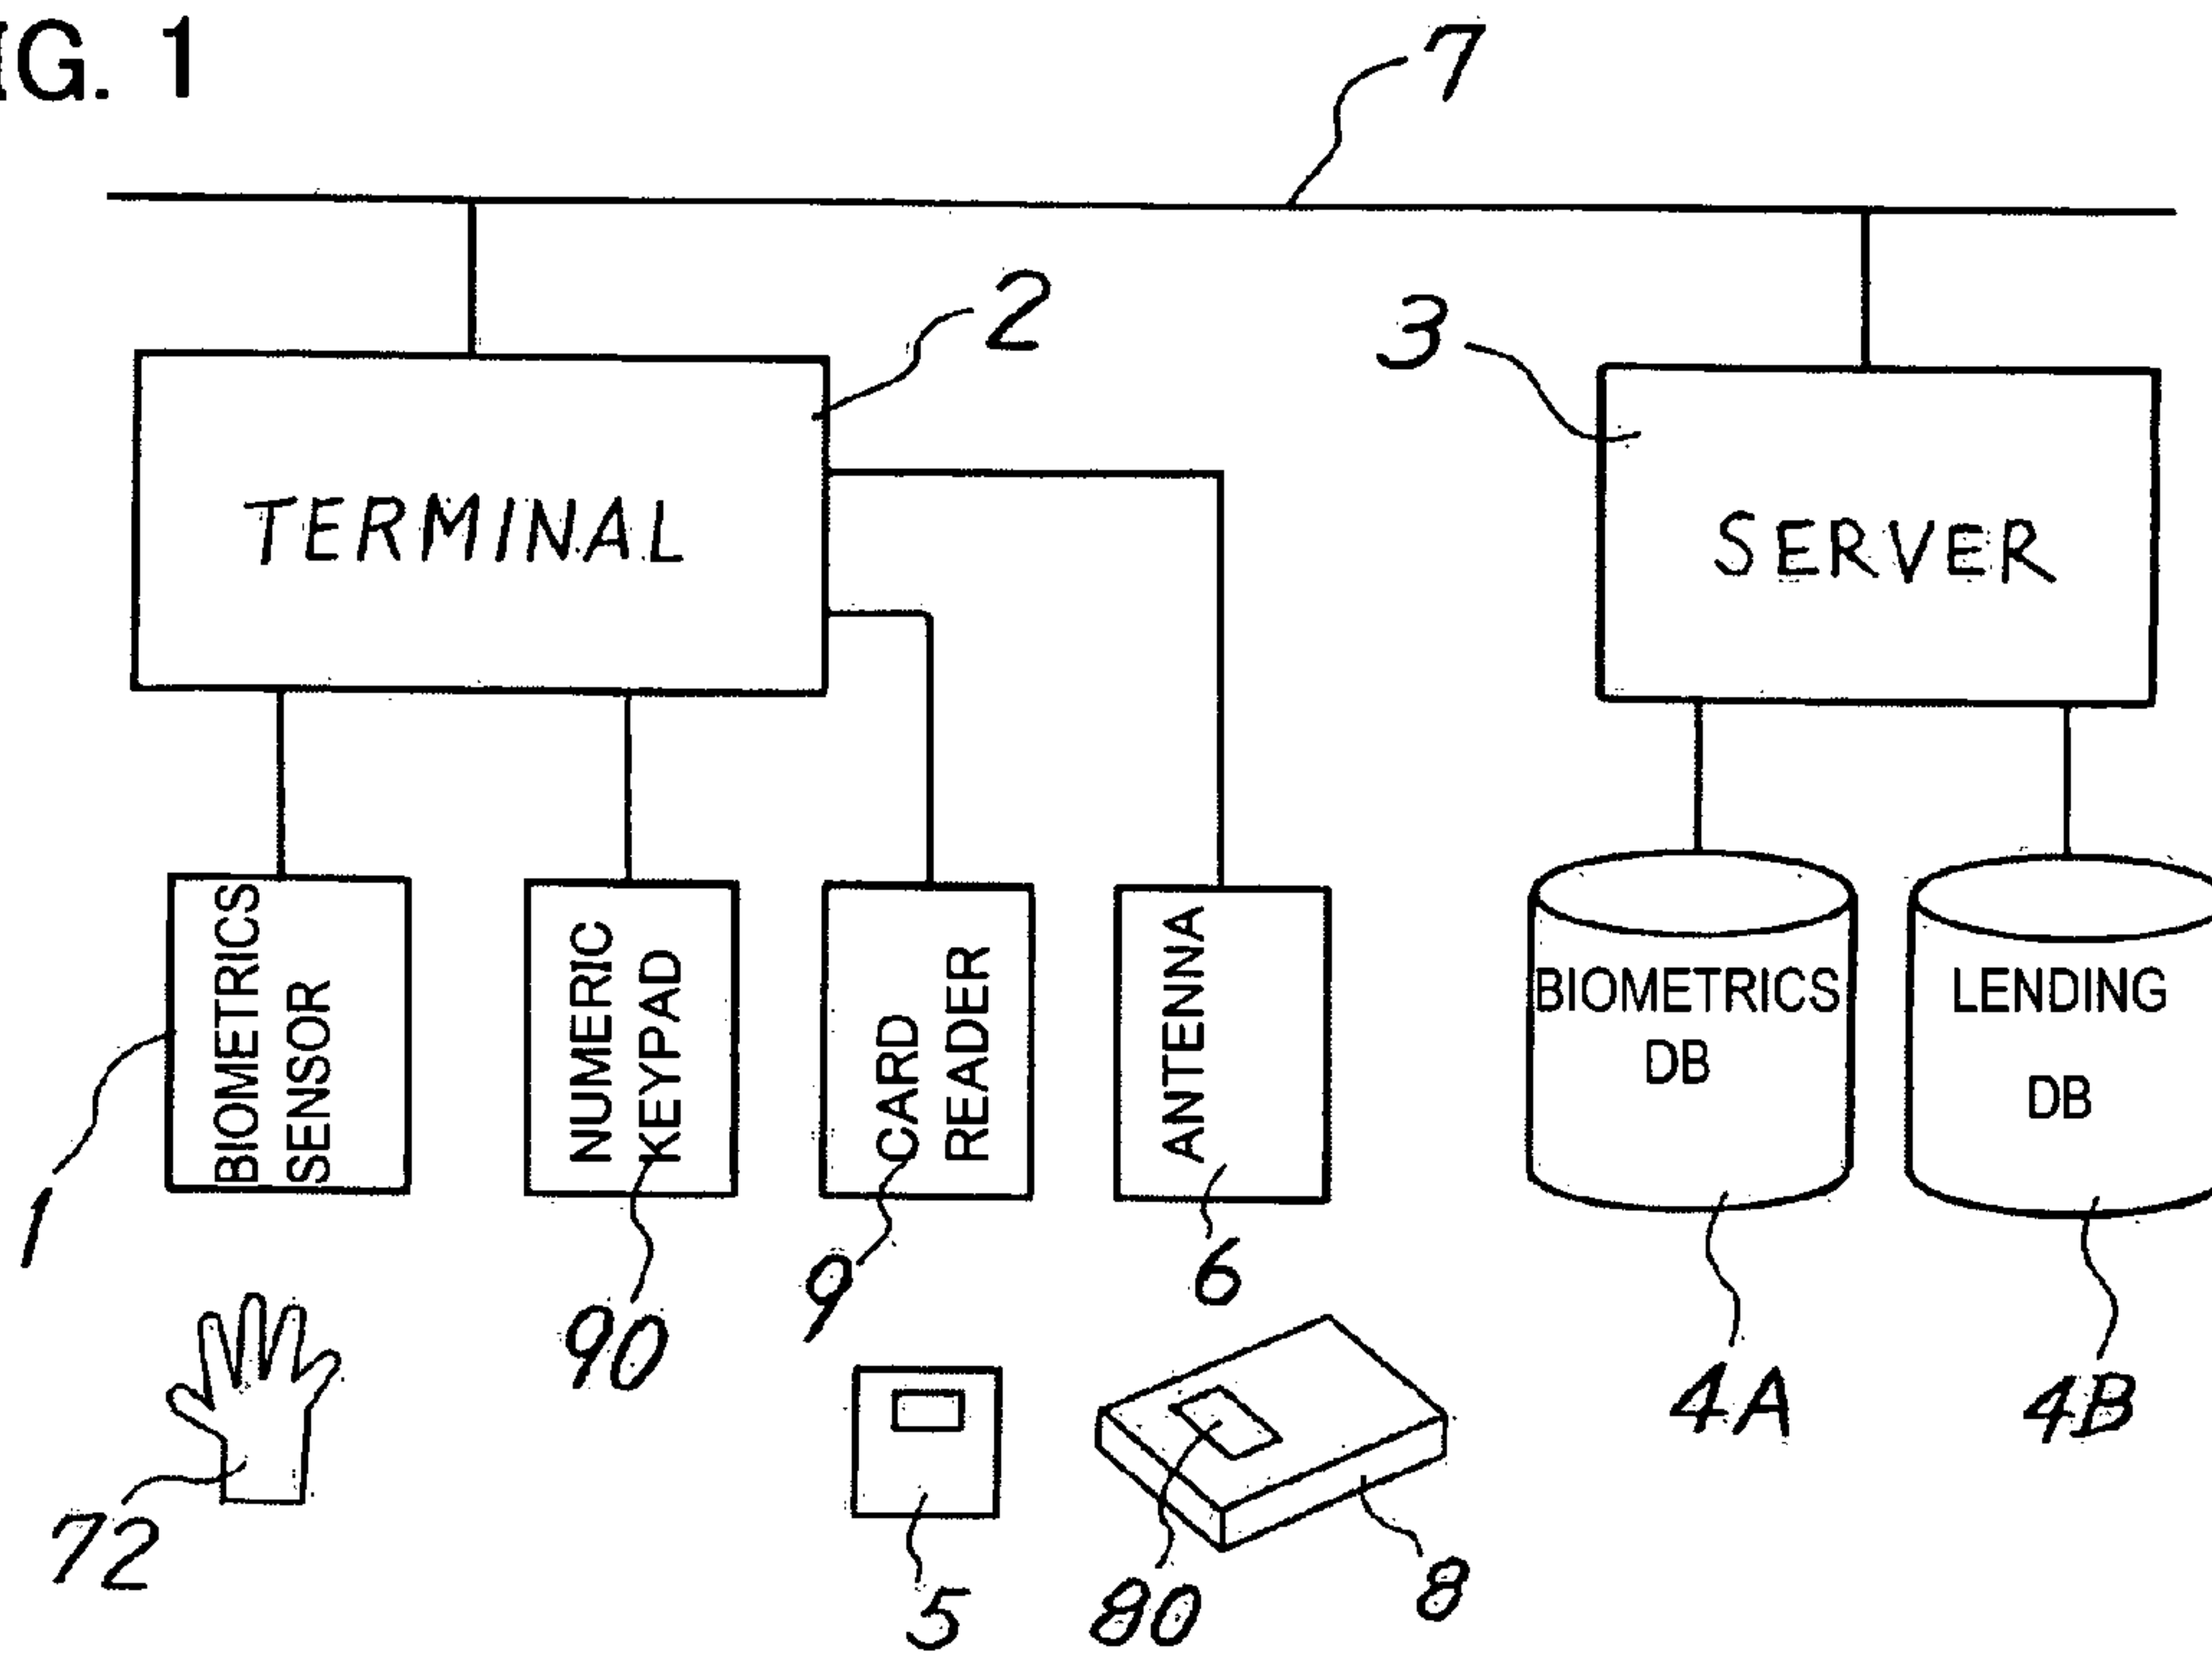 IG. 1
7
2
3
TERMINAL
SERVER
BIOMETRICS
SENSOR
NUMERIC
KEYPAD
CARD
READER
ANTENNA
BIOMETRICS
DB
LENDING
DB
1
90
9
6
4A
4B
72
5
80
8